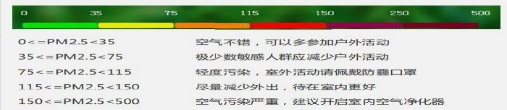 0 35 75 115 150 250 500
0<=PM2.5<35 空气不错，可以多参加户外活动
35<=PM2.5<75 极少数敏感人群应减少户外活动
75<=PM2.5<115 轻度污染，室外活动请佩戴防霾口罩
115<=PM2.5<150 尽量减少外出，待在室内更好
150<=PM2.5<500 空气污染严重，建议开启室内空气净化器